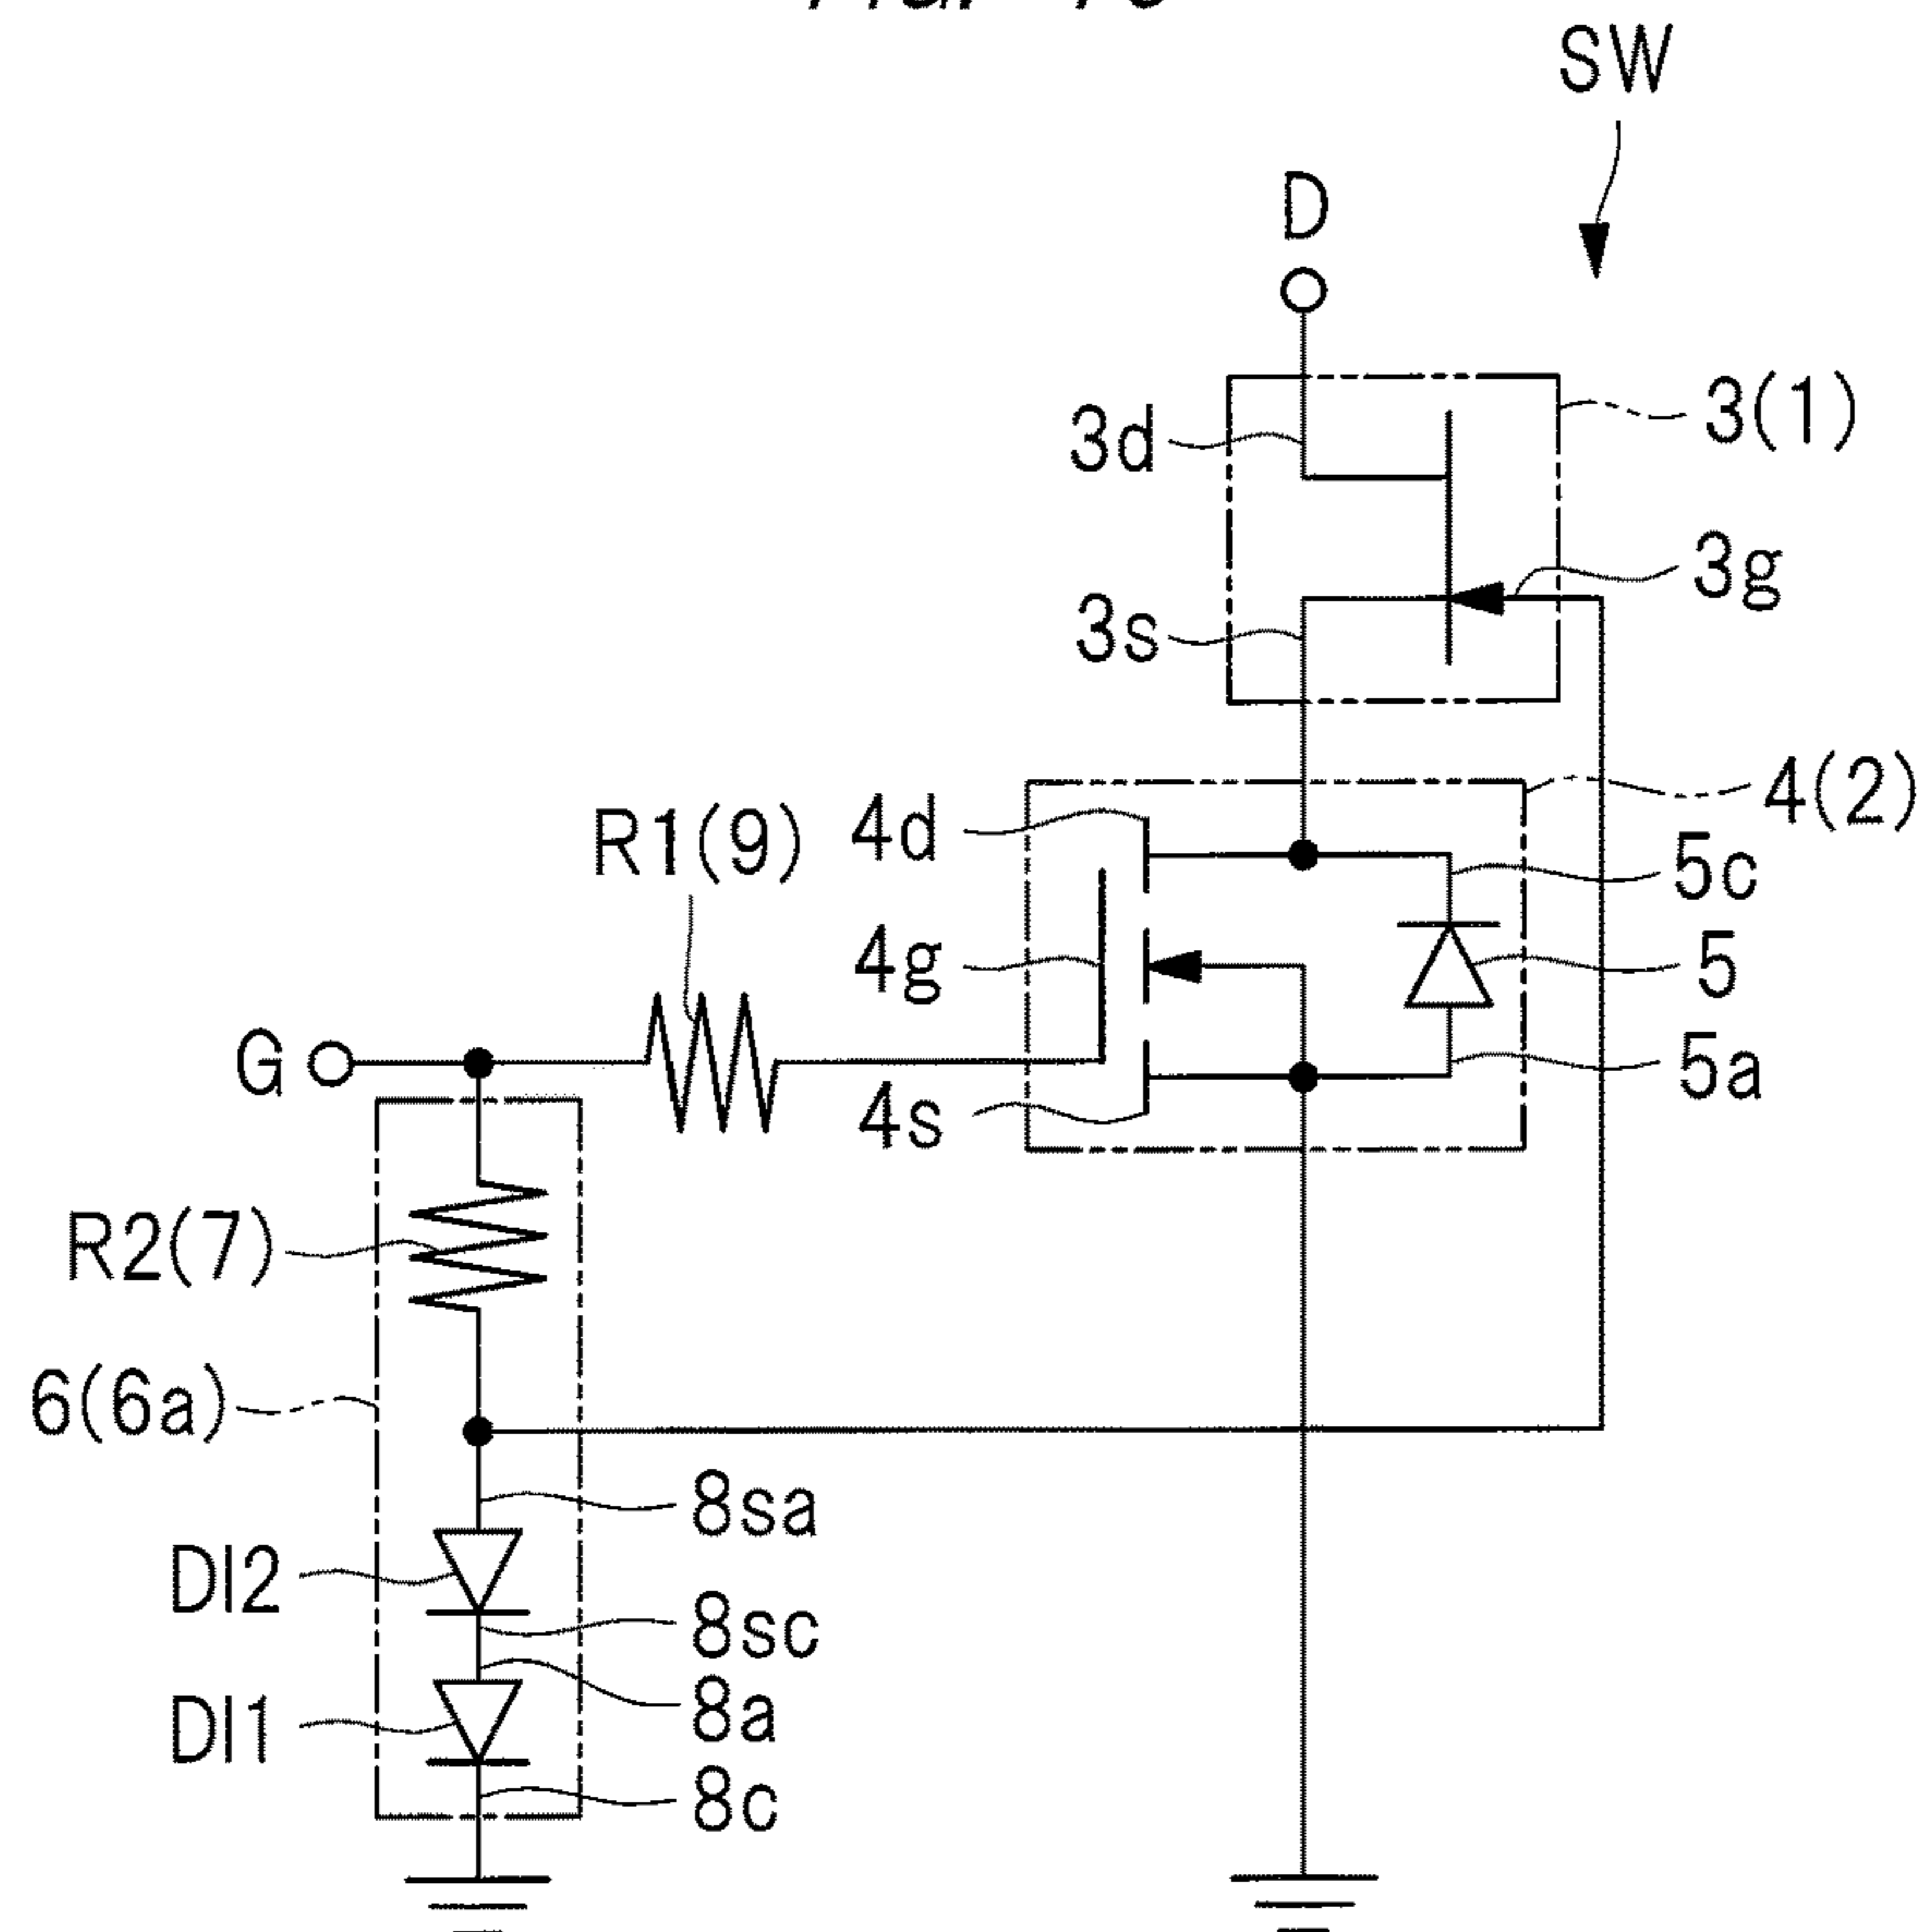 SW
D
3(1)
3d
3g
3s
4(2)
R1(9)
4d
5c
4g
5
G
5a
4s
R2(7)
6(6a)
8sa
DI2
8sc
8a
DI1
8c